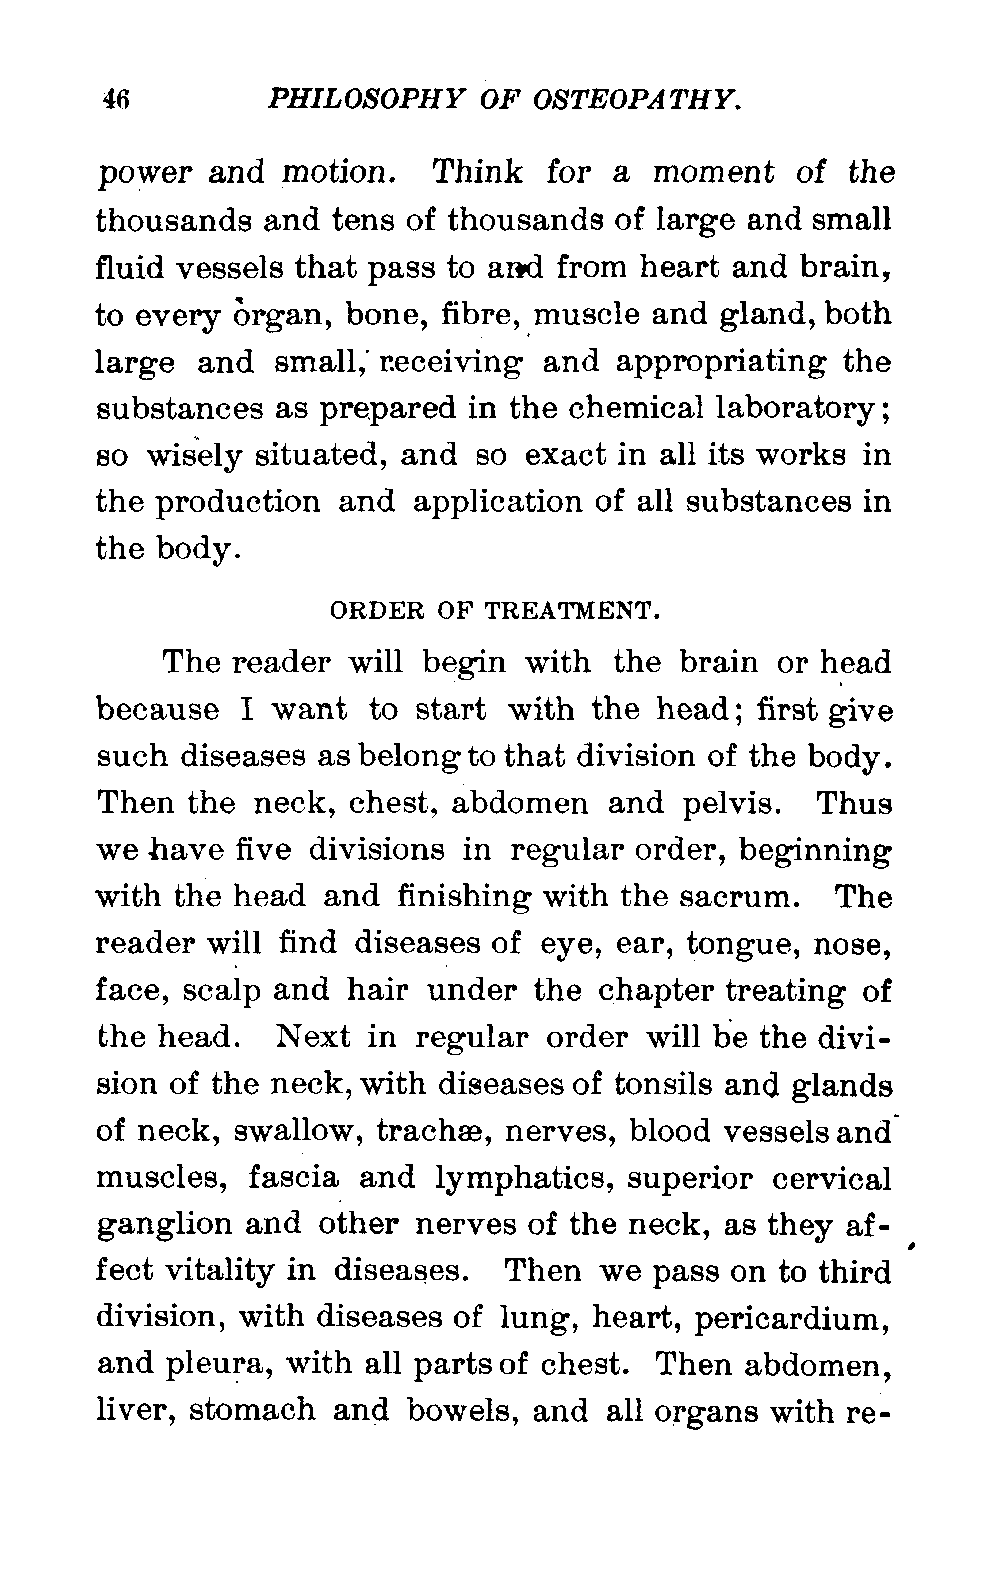 46 PHILOSOPHY OF OSTEOPATHY.
power and motion. Think for a moment of the
thousands and tens of thousands of large and small
fluid vessels that pass to and from heart and brain,
to every organ, bone, fibre, muscle and gland, both
large and small, receiving and appropriating the
substances as prepared in the chemical laboratory;
so wisely situated, and so exact in all its works in
the production and application of all substances in
the body.
ORDER OF TREATMENT.
The reader will begin with the brain or head
because I want to start with the head; first give
such diseases as belong to that division of the body.
Then the neck, chest, abdomen and pelvis. Thus
we have five divisions in regular order, beginning
with the head and finishing with the sacrum. The
reader will find diseases of eye, ear, tongue, nose,
face, scalp and hair under the chapter treating of
the head. Next in regular order will be the divi-
sion of the neck, with diseases of tonsils and glands
of neck, swallow, trachæ, nerves, blood vessels and
muscles, fascia and lymphatics, superior cervical
ganglion and other nerves of the neck, as they af-
fect vitality in diseases. Then we pass on to third
division, with diseases of lung, heart, pericardium,
and pleura, with all parts of chest. Then abdomen,
liver, stomach and bowels, and all organs with re-